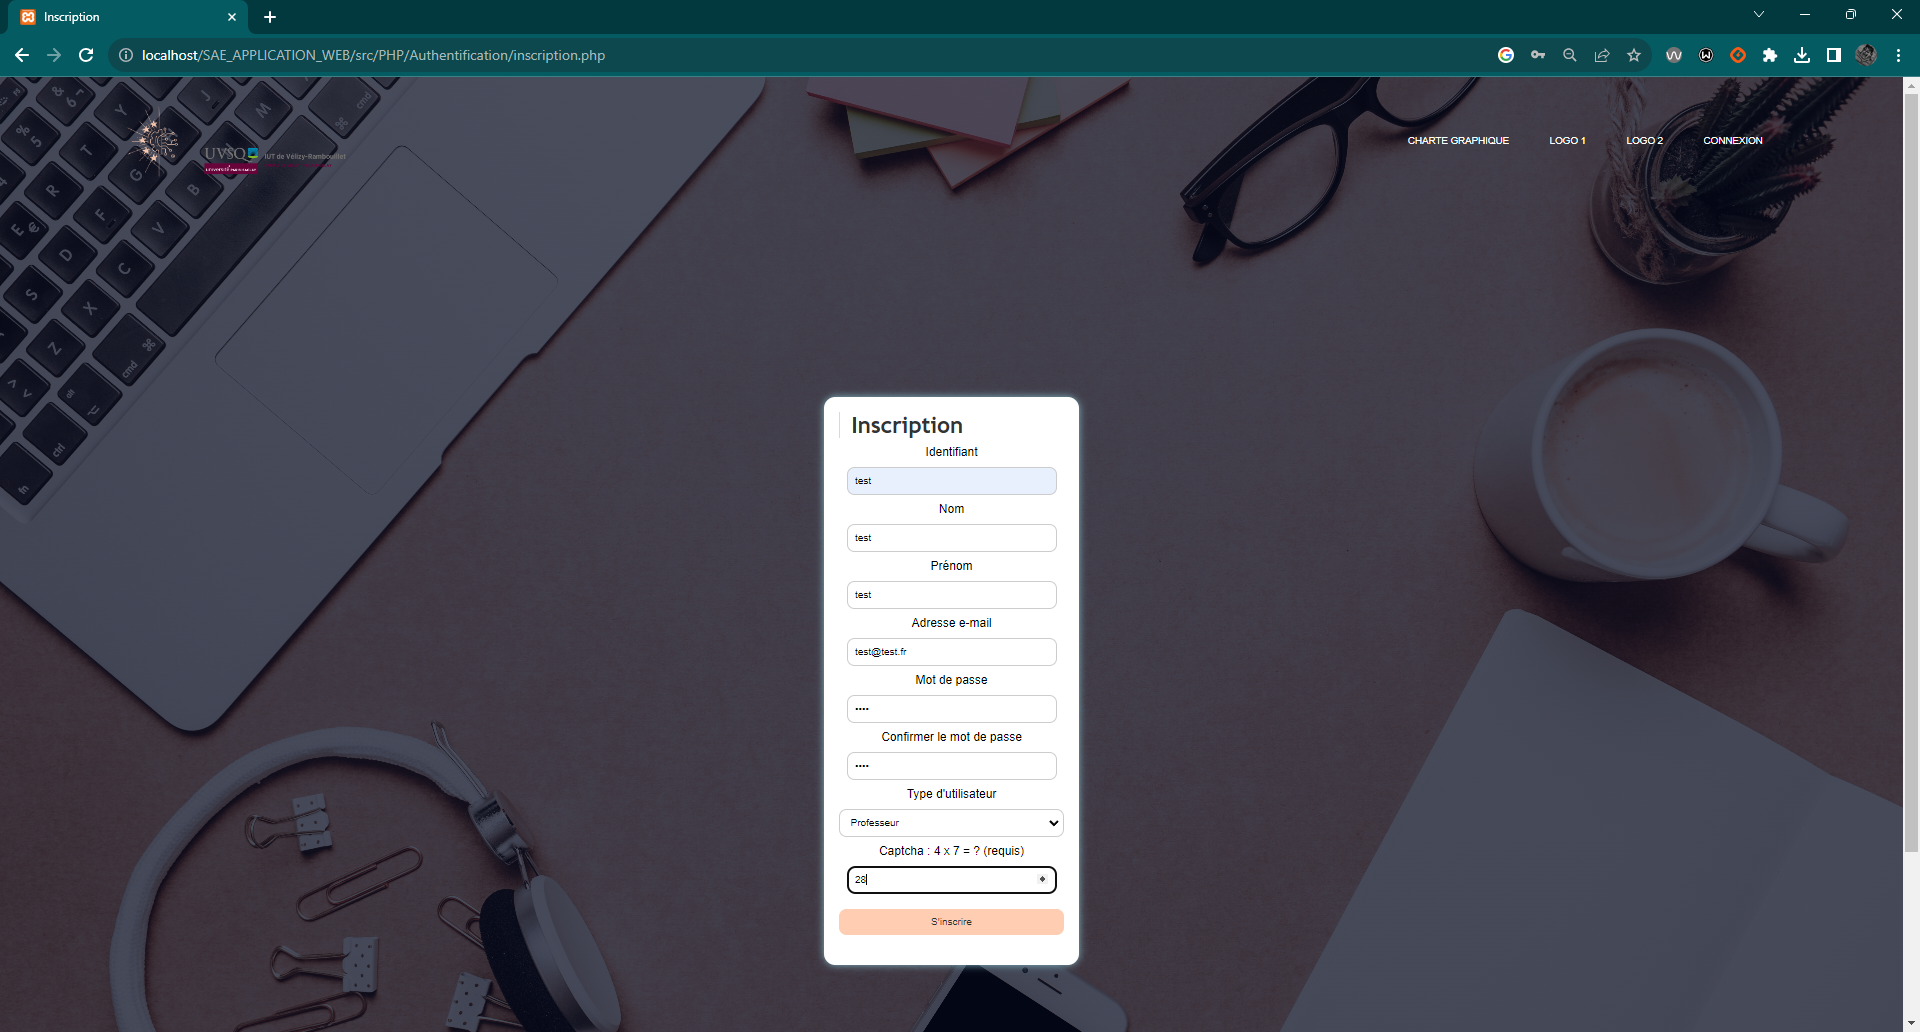 Inscription
localhost/SAE_APPLICATION_WEB/src/PHP/Authentification/inscription.php
UVSQ
IUT de Vélizy-Rambouillet
CHARTE GRAPHIQUE
LOGO 1
LOGO 2
CONNEXION
Inscription
Identifiant
test
Nom
test
Prénom
test
Adresse e-mail
test@test.fr
Mot de passe
••••
Confirmer le mot de passe
••••
Type d'utilisateur
Professeur
Captcha : 4 x 7 = ? (requis)
28
S'inscrire